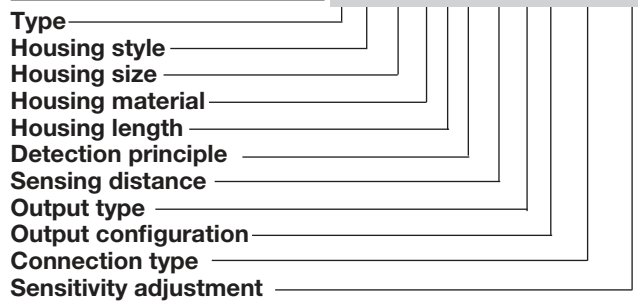 Type
Housing style
Housing size
Housing material
Housing length
Detection principle
Sensing distance
Output type
Output configuration
Connection type
Sensitivity adjustment